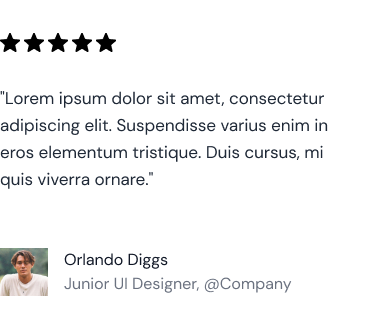 "Lorem ipsum dolor sit amet, consectetur
adipiscing elit. Suspendisse varius enim in
eros elementum tristique. Duis cursus, mi
quis viverra ornare."
Orlando Diggs
Junior UI Designer, @Company